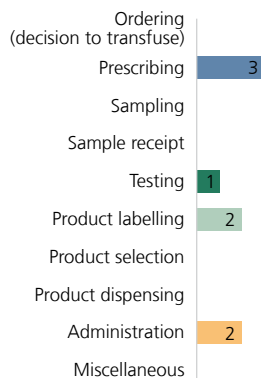 Ordering
(decision to transfuse)
Prescribing 3
Sampling
Sample receipt
Testing 1
Product labelling 2
Product selection
Product dispensing
Administration 2
Miscellaneous